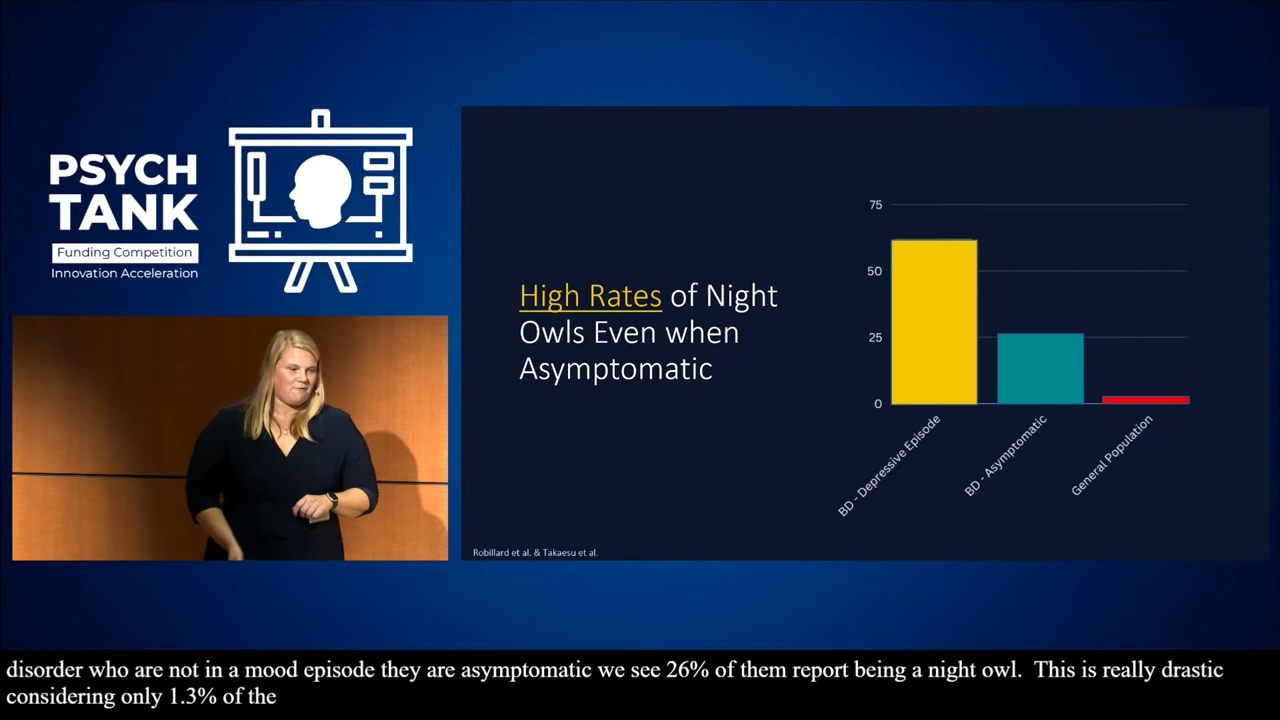 PSYCH
TANK
Funding Competition
Innovation Acceleration
High Rates of Night
Owls Even when
Asymptomatic
75
50
25
0
BD - Depressive Episode
BD - Asymptomatic
General Population
Robillard et al. & Takaesu et al.
disorder who are not in a mood episode they are asymptomatic we see 26% of them report being a night owl.  This is really drastic
considering only 1.3% of the